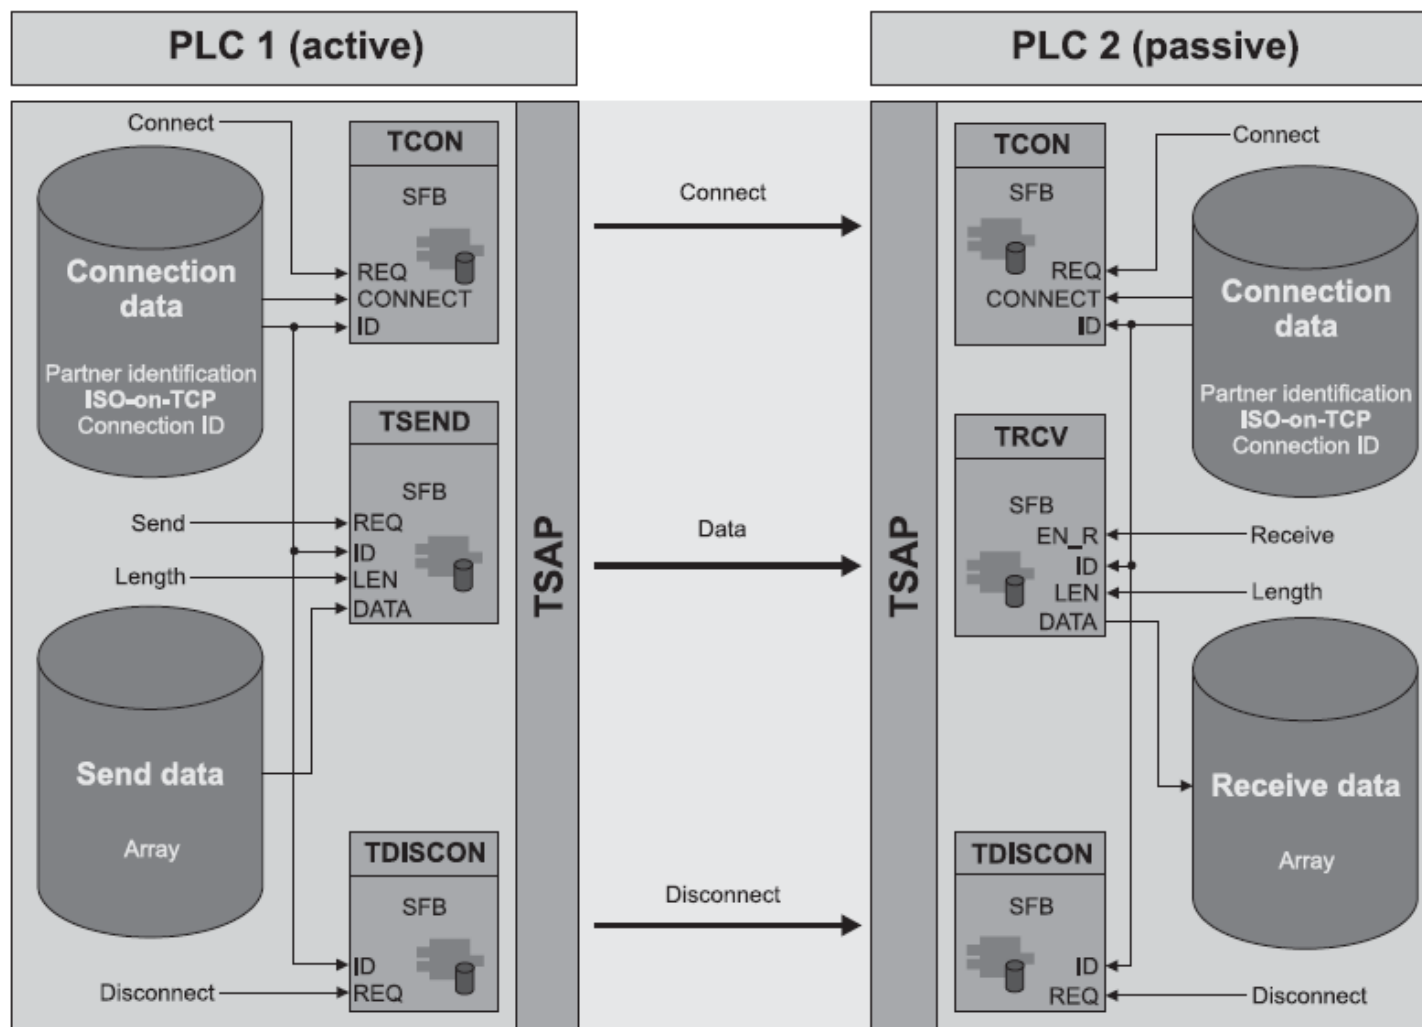 PLC 1 (active)
PLC 2 (passive)
Connect
TCON
SFB
REQ
CONNECT
ID
Connection
data
Partner identification
ISO-on-TCP
Connection ID
TSEND
SFB
Send
REQ
ID
Length
LEN
DATA
Send data
Array
TDISCON
SFB
ID
Disconnect
REQ
TSAP
Connect
Data
Disconnect
TSAP
TCON
Connect
SFB
REQ
CONNECT
ID
Connection
data
Partner identification
ISO-on-TCP
Connection ID
TRCV
SFB
EN_R
Receive
ID
LEN
Length
DATA
Receive data
Array
TDISCON
SFB
ID
REQ
Disconnect